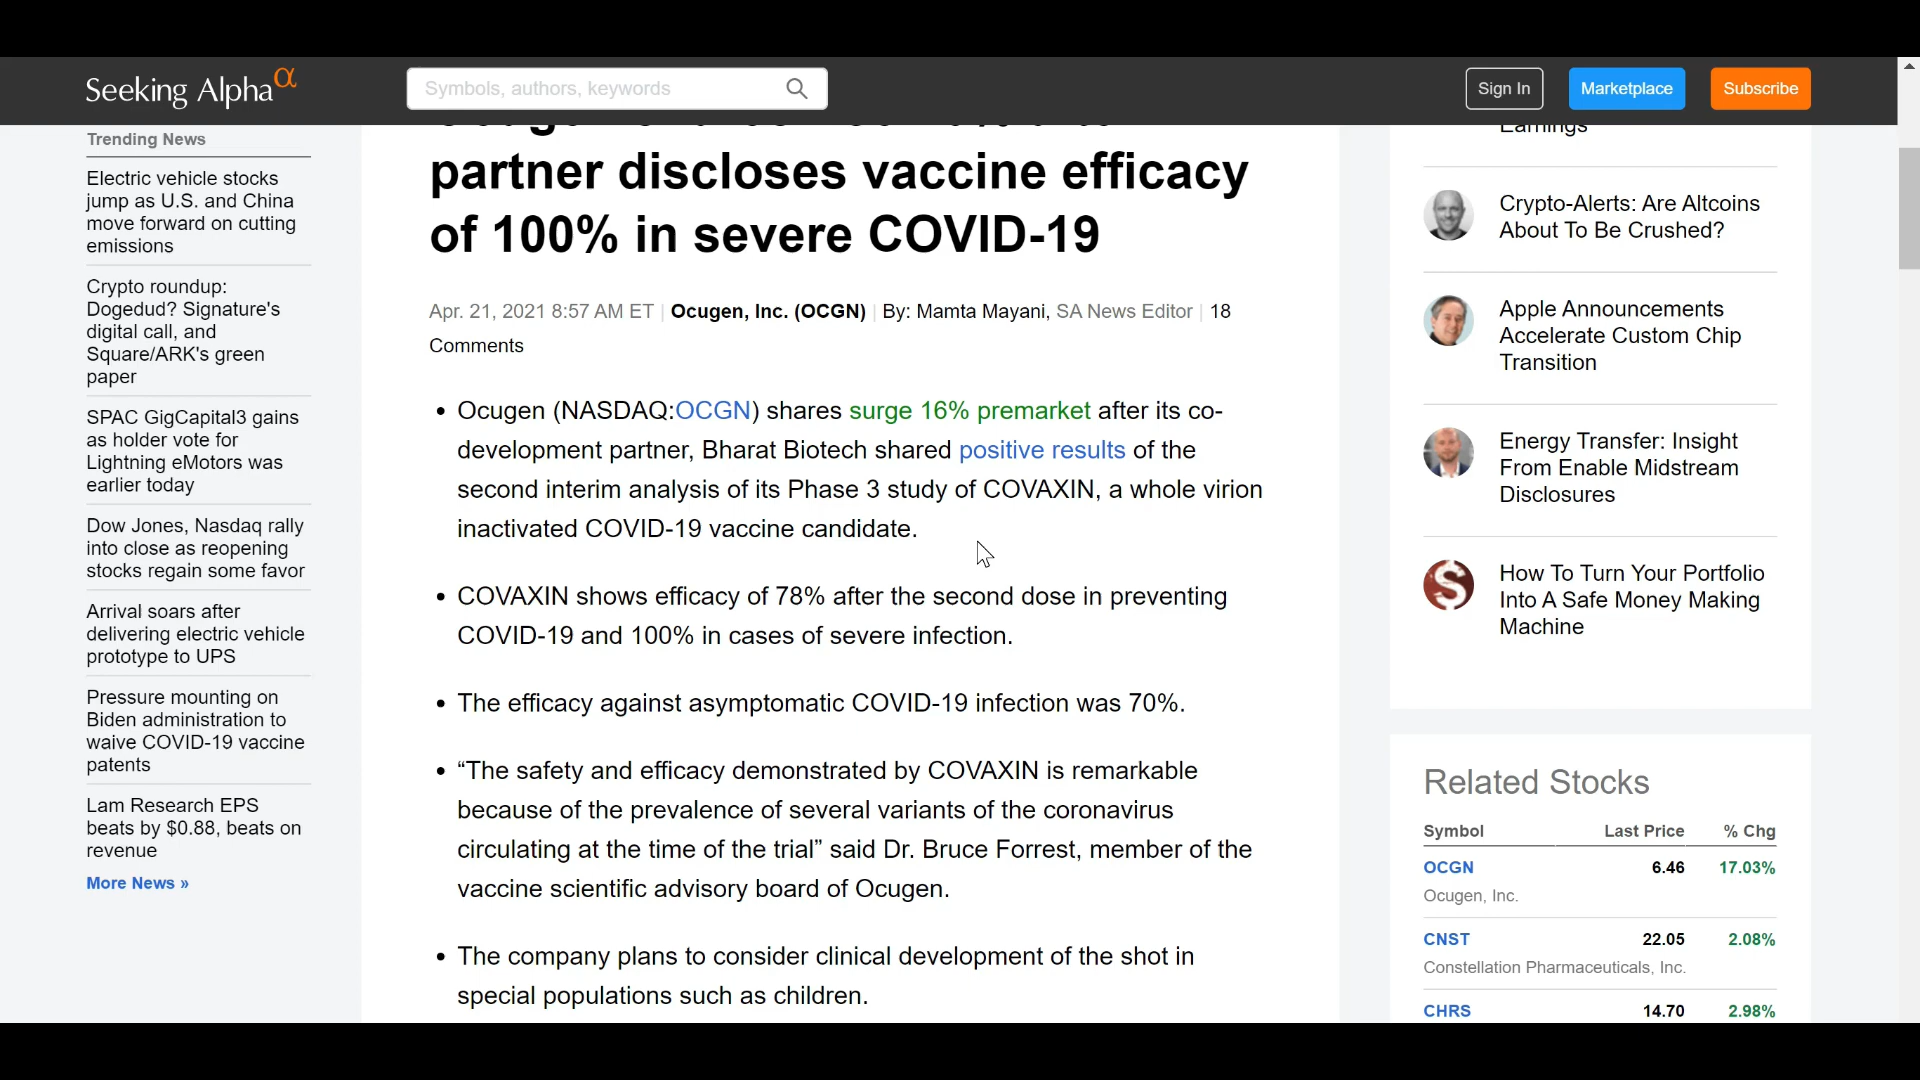 Seeking Alphaα
Symbols, authors, keywords
Sign In
Marketplace
Subscribe
Trending News
Electric vehicle stocks
jump as U.S. and China
move forward on cutting
emissions
Crypto roundup:
Dogedud? Signature's
digital call, and
Square/ARK's green
paper
SPAC GigCapital3 gains
as holder vote for
Lightning eMotors was
earlier today
Dow Jones, Nasdaq rally
into close as reopening
stocks regain some favor
Arrival soars after
delivering electric vehicle
prototype to UPS
Pressure mounting on
Biden administration to
waive COVID-19 vaccine
patents
Lam Research EPS
beats by $0.88, beats on
revenue
More News »
partner discloses vaccine efficacy
of 100% in severe COVID-19
Apr. 21, 2021 8:57 AM ET | Ocugen, Inc. (OCGN) | By: Mamta Mayani, SA News Editor | 18
Comments
• Ocugen (NASDAQ:OCGN) shares surge 16% premarket after its co-
development partner, Bharat Biotech shared positive results of the
second interim analysis of its Phase 3 study of COVAXIN, a whole virion
inactivated COVID-19 vaccine candidate.
• COVAXIN shows efficacy of 78% after the second dose in preventing
COVID-19 and 100% in cases of severe infection.
• The efficacy against asymptomatic COVID-19 infection was 70%.
• “The safety and efficacy demonstrated by COVAXIN is remarkable
because of the prevalence of several variants of the coronavirus
circulating at the time of the trial” said Dr. Bruce Forrest, member of the
vaccine scientific advisory board of Ocugen.
• The company plans to consider clinical development of the shot in
special populations such as children.
Earnings
Crypto-Alerts: Are Altcoins
About To Be Crushed?
Apple Announcements
Accelerate Custom Chip
Transition
Energy Transfer: Insight
From Enable Midstream
Disclosures
How To Turn Your Portfolio
Into A Safe Money Making
Machine
Related Stocks
Symbol Last Price % Chg
OCGN 6.46 17.03%
Ocugen, Inc.
CNST 22.05 2.08%
Constellation Pharmaceuticals, Inc.
CHRS 14.70 2.98%